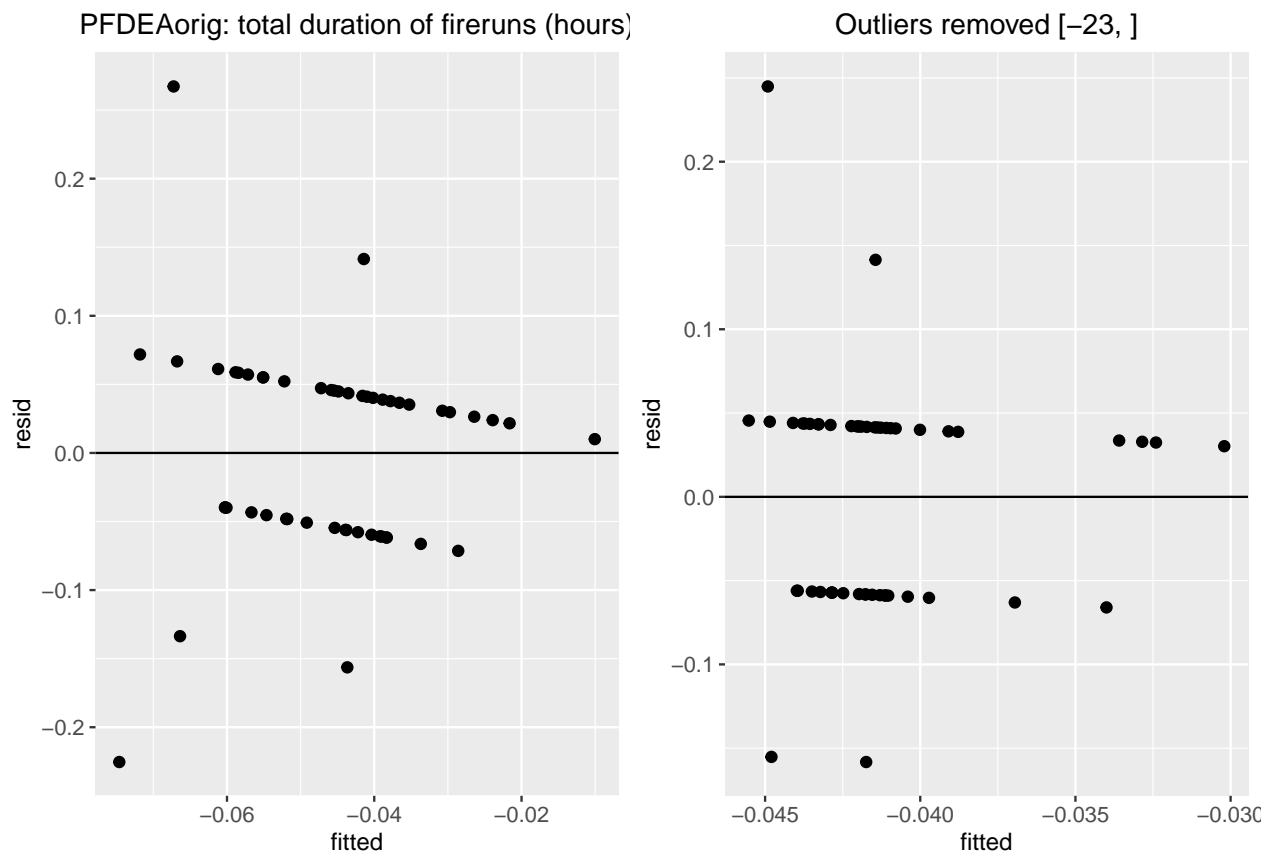 PFDEAorig: total duration of fireruns (hours)
0.2
0.1
0.0
−0.1
−0.2
resid
−0.06
−0.04
−0.02
fitted
Outliers removed [−23, ]
0.2
0.1
0.0
−0.1
resid
−0.045
−0.040
−0.035
−0.030
fitted